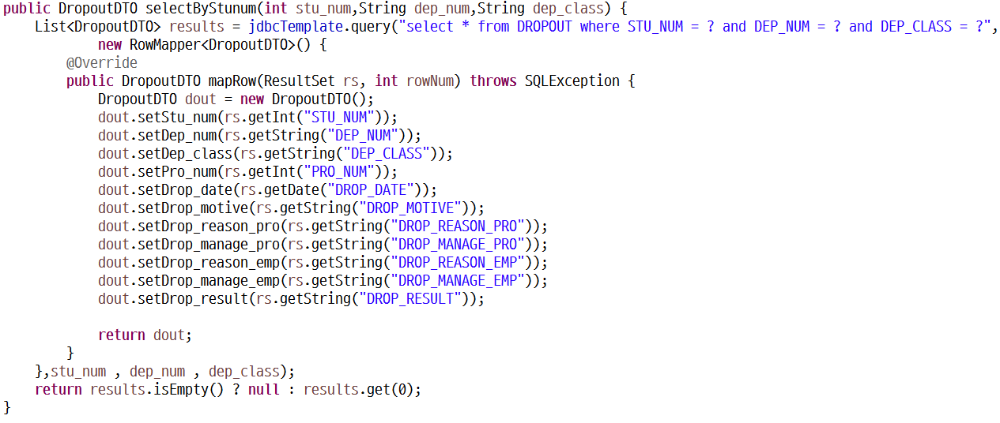 public DropoutDTO selectByStunum(int stu_num,String dep_num,String dep_class) {
    List<DropoutDTO> results = jdbcTemplate.query("select * from DROPOUT where STU_NUM = ? and DEP_NUM = ? and DEP_CLASS = ?",
            new RowMapper<DropoutDTO>() {
        @Override
        public DropoutDTO mapRow(ResultSet rs, int rowNum) throws SQLException {
            DropoutDTO dout = new DropoutDTO();
            dout.setStu_num(rs.getInt("STU_NUM"));
            dout.setDep_num(rs.getString("DEP_NUM"));
            dout.setDep_class(rs.getString("DEP_CLASS"));
            dout.setPro_num(rs.getInt("PRO_NUM"));
            dout.setDrop_date(rs.getDate("DROP_DATE"));
            dout.setDrop_motive(rs.getString("DROP_MOTIVE"));
            dout.setDrop_reason_pro(rs.getString("DROP_REASON_PRO"));
            dout.setDrop_manage_pro(rs.getString("DROP_MANAGE_PRO"));
            dout.setDrop_reason_emp(rs.getString("DROP_REASON_EMP"));
            dout.setDrop_manage_emp(rs.getString("DROP_MANAGE_EMP"));
            dout.setDrop_result(rs.getString("DROP_RESULT"));

            return dout;
        }
    },stu_num , dep_num , dep_class);
    return results.isEmpty() ? null : results.get(0);
}